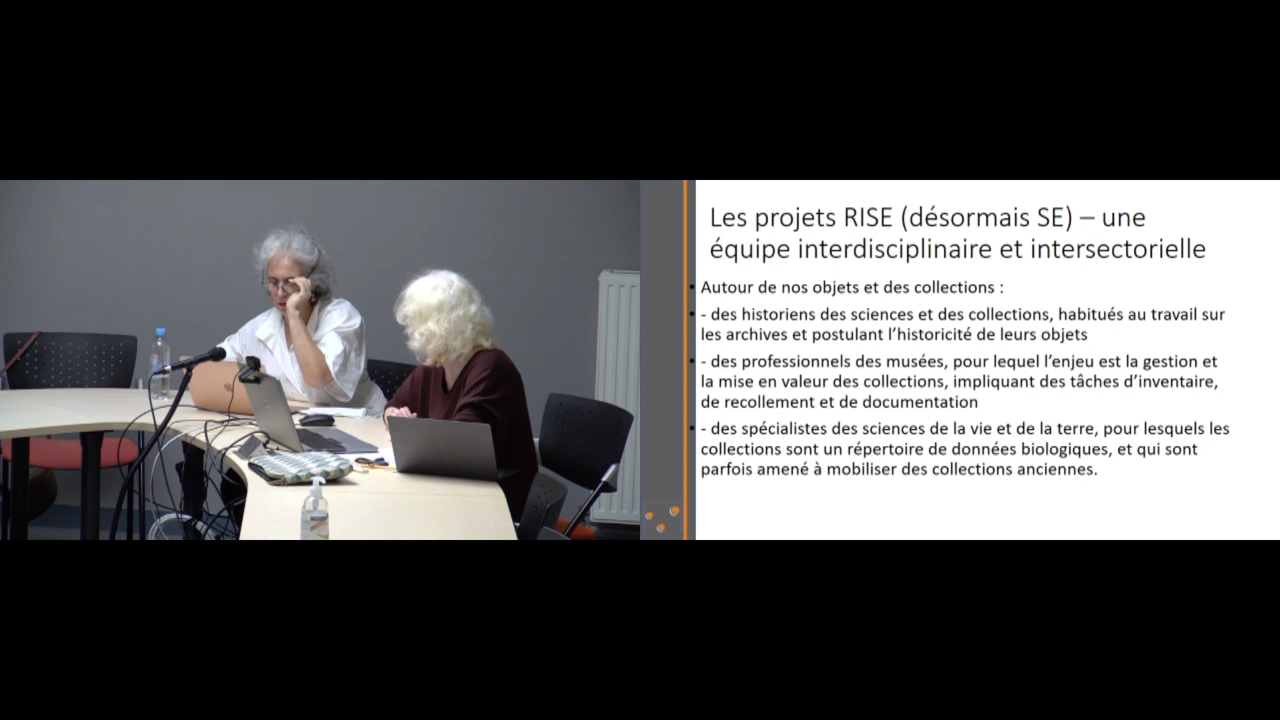 Les projets RISE (désormais SE) – une
équipe interdisciplinaire et intersectorielle
• Autour de nos objets et des collections :
• - des historiens des sciences et des collections, habitués au travail sur
les archives et postulant l’historicité de leurs objets
• - des professionnels des musées, pour lequel l’enjeu est la gestion et
la mise en valeur des collections, impliquant des tâches d’inventaire,
de recollement et de documentation
• - des spécialistes des sciences de la vie et de la terre, pour lesquels les
collections sont un répertoire de données biologiques, et qui sont
parfois amené à mobiliser des collections anciennes.